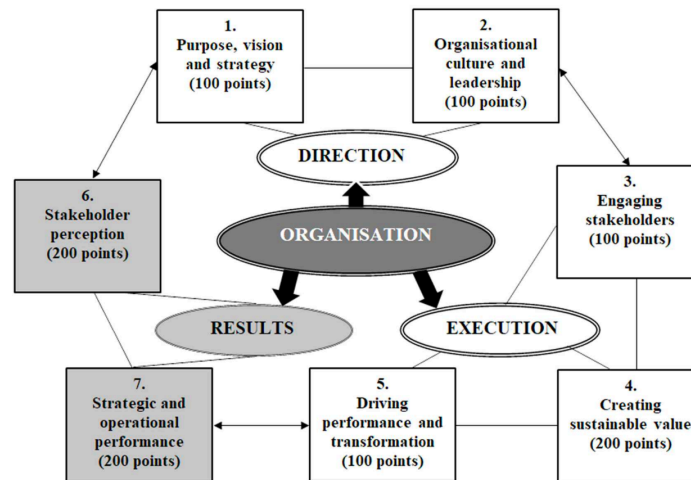 1.
Purpose, vision
and strategy
(100 points)
2.
Organisational
culture and
leadership
(100 points)
DIRECTION
6.
Stakeholder
perception
(200 points)
ORGANISATION
3.
Engaging
stakeholders
(100 points)
RESULTS
EXECUTION
7.
Strategic and
operational
performance
(200 points)
5.
Driving
performance and
transformation
(100 points)
4.
Creating
sustainable value
(200 points)